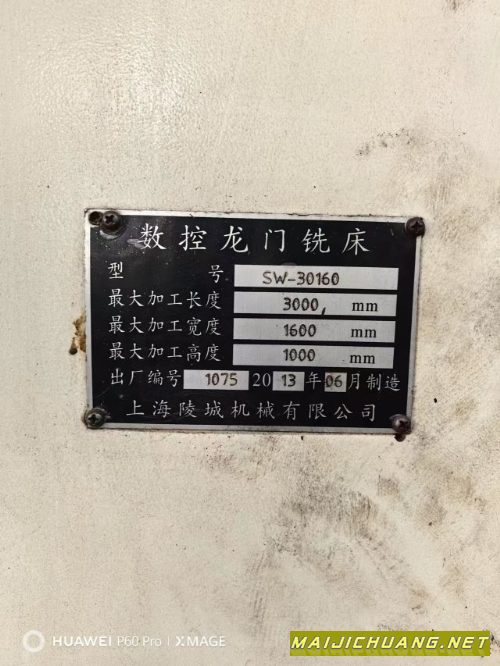 数控龙门铣床
型 号 SW-30160
最大加工长度 3000, mm
最大加工宽度 1600 mm
最大加工高度 1000 mm
出厂编号 1075 2013年06月制造
上海陵城机械有限公司
HUAWEI P60 Pro | XMAGE
MAIJICHUANG.NET